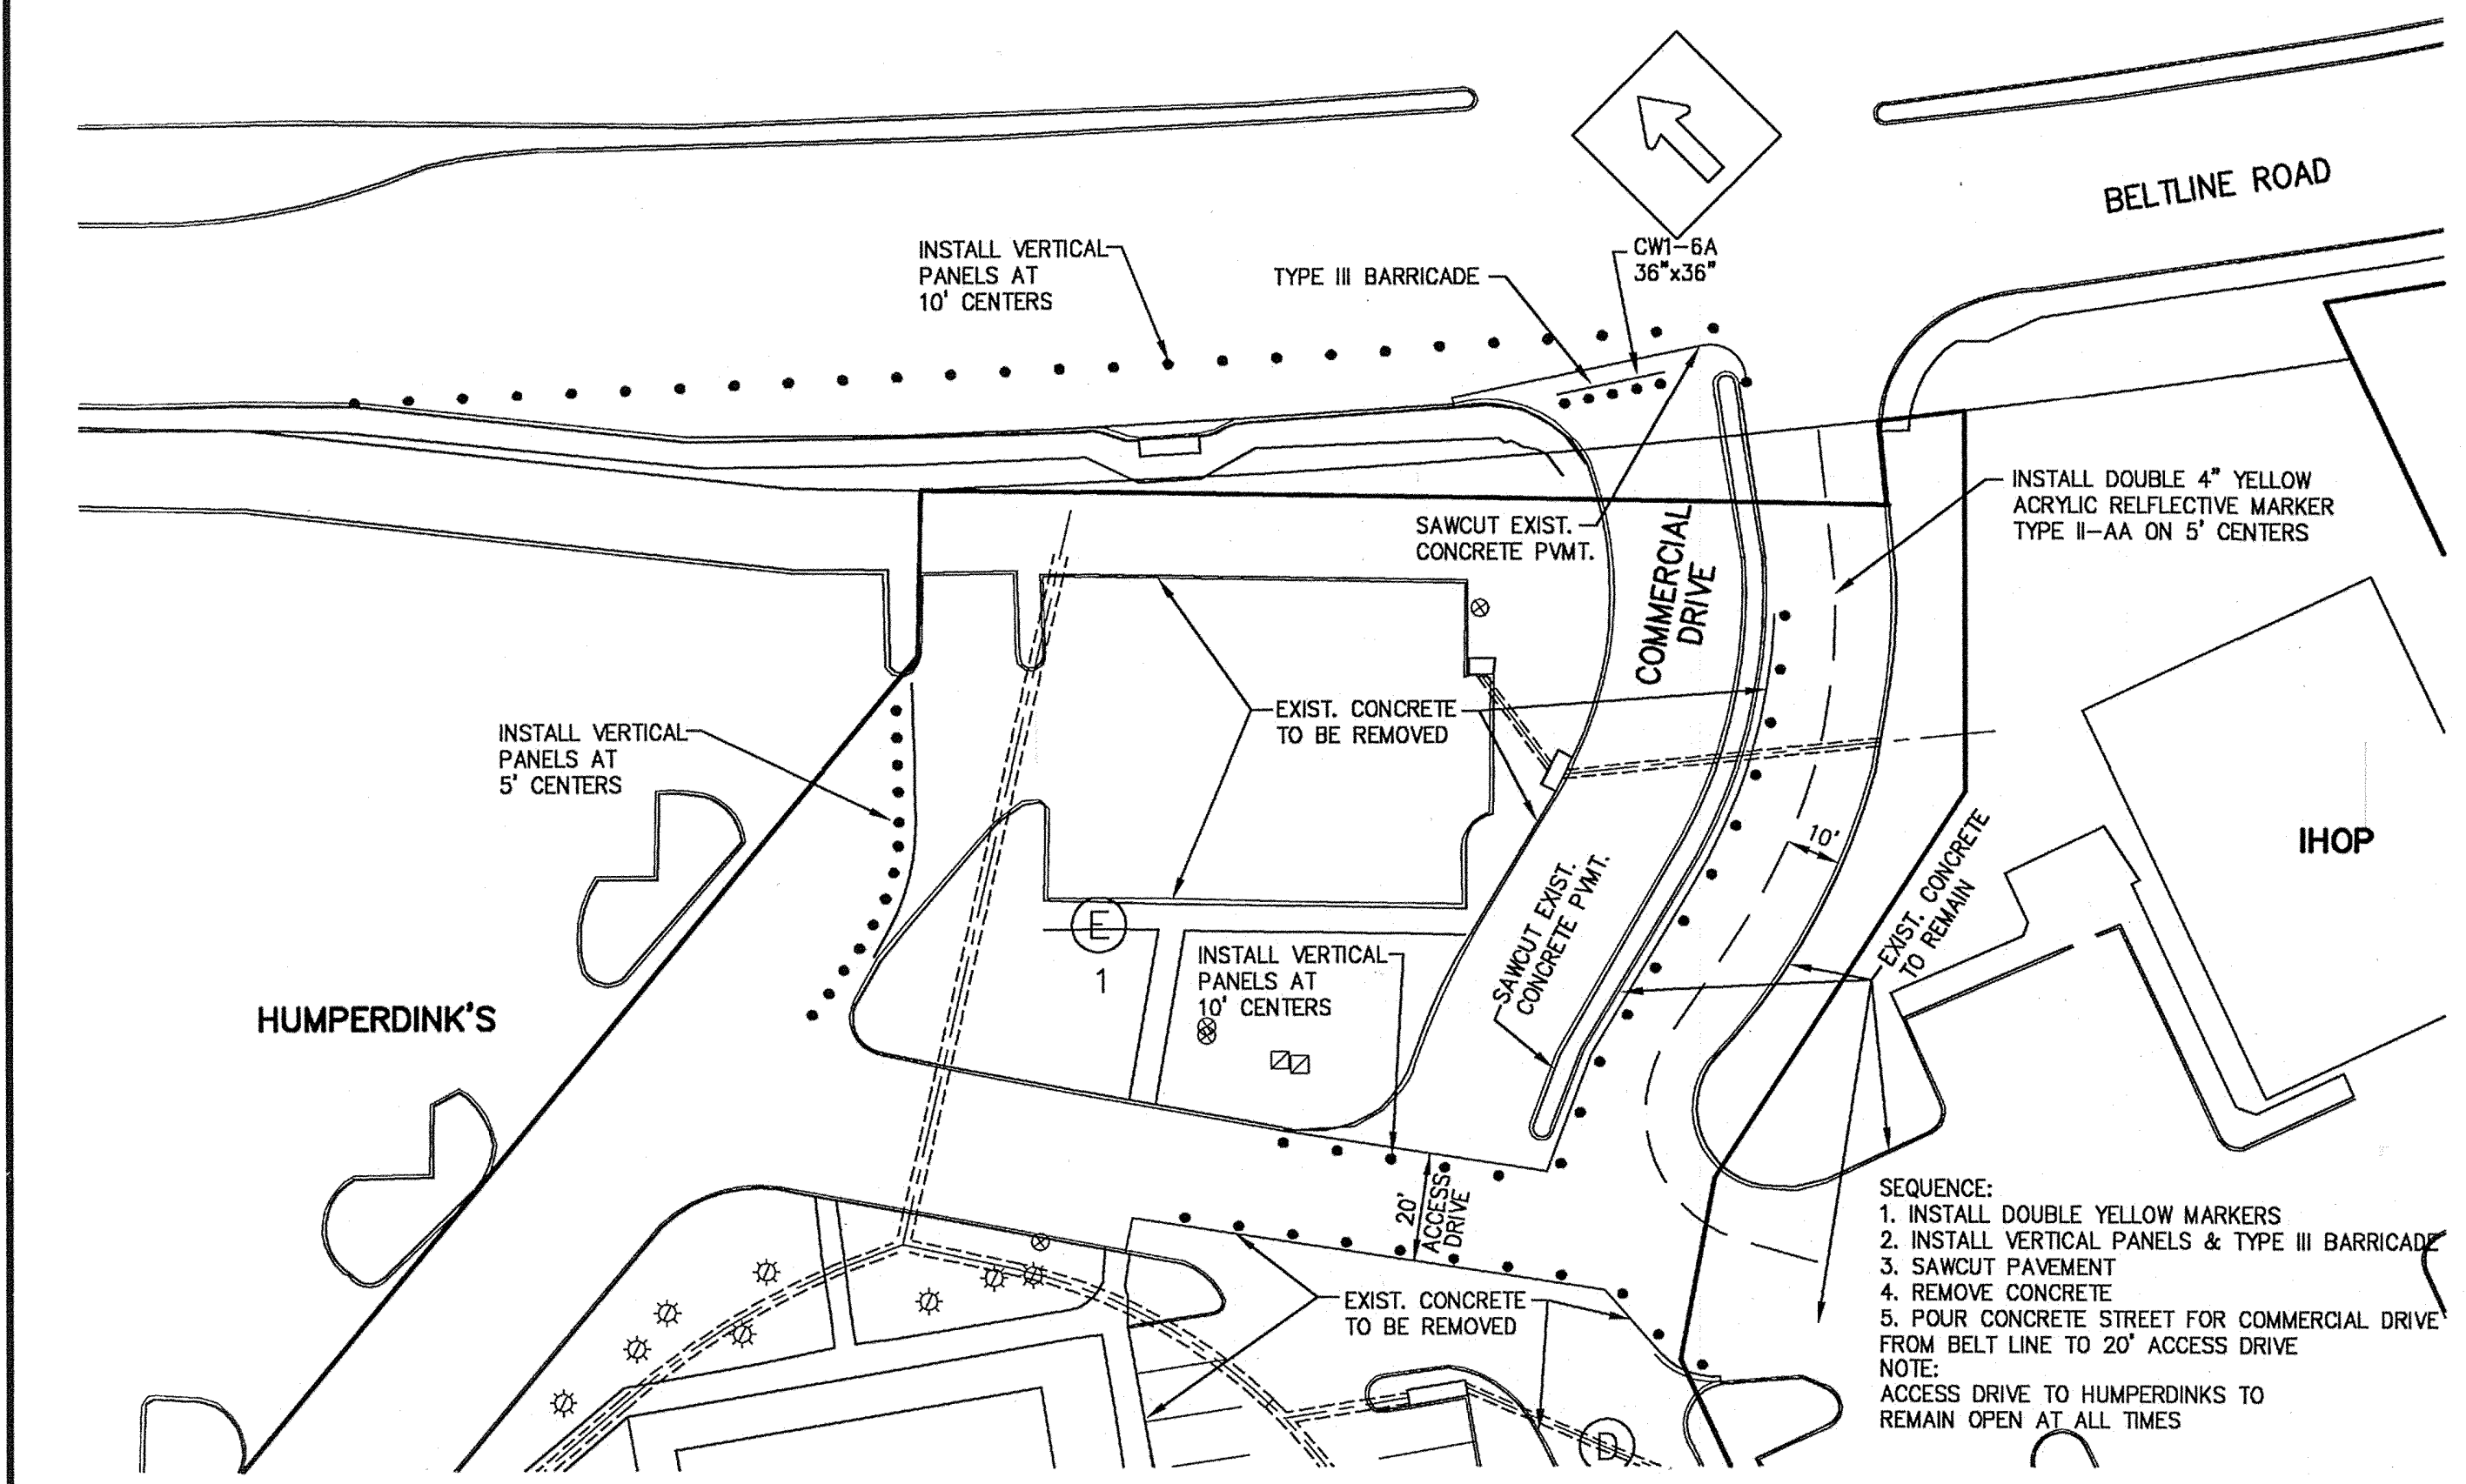 BELTLINE ROAD
INSTALL VERTICAL
PANELS AT
10' CENTERS
TYPE III BARRICADE
CW1-6A
36"x36"
INSTALL DOUBLE 4" YELLOW
ACRYLIC RELFLECTIVE MARKER
TYPE II-AA ON 5' CENTERS
SAWCUT EXIST.
CONCRETE PVMT.
COMMERCIAL
DRIVE
EXIST. CONCRETE
TO BE REMOVED
INSTALL VERTICAL
PANELS AT
5' CENTERS
10'
IHOP
EXIST. CONCRETE
TO REMAIN
SAWCUT EXIST.
CONCRETE PVMT.
E
1
INSTALL VERTICAL
PANELS AT
10' CENTERS
HUMPERDINK'S
20'
ACCESS
DRIVE
EXIST. CONCRETE
TO BE REMOVED
D
SEQUENCE:
1. INSTALL DOUBLE YELLOW MARKERS
2. INSTALL VERTICAL PANELS & TYPE III BARRICADE
3. SAWCUT PAVEMENT
4. REMOVE CONCRETE
5. POUR CONCRETE STREET FOR COMMERCIAL DRIVE
FROM BELT LINE TO 20' ACCESS DRIVE
NOTE:
ACCESS DRIVE TO HUMPERDINKS TO
REMAIN OPEN AT ALL TIMES